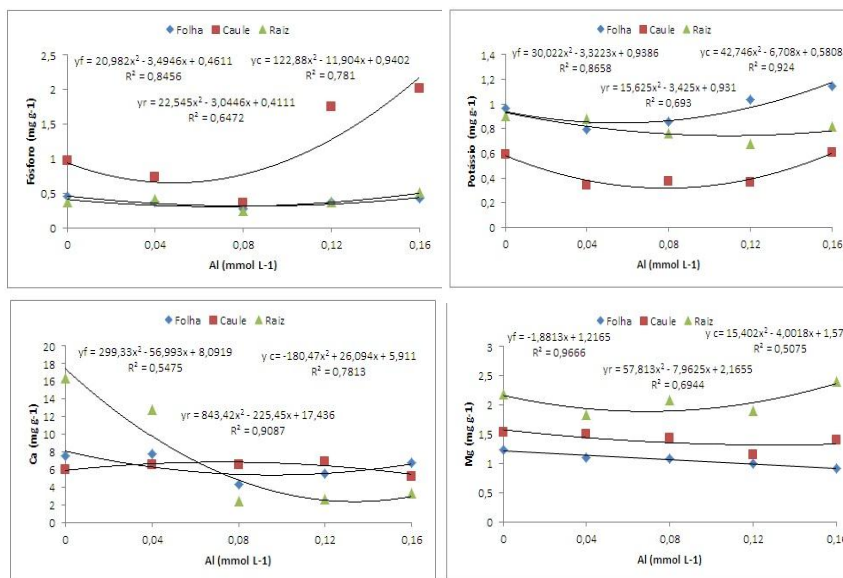 Folha Caule Raiz
yf = 20,982x² - 3,4946x + 0,4611
R² = 0,8456
yc = 122,88x² - 11,904x + 0,9402
R² = 0,781
yr = 22,545x² - 3,0446x + 0,4111
R² = 0,6472
Fósforo (mg g-1)
2,5
2
1,5
1
0,5
0
0 0,04 0,08 0,12 0,16
Al (mmol L-1)
Folha Caule Raiz
yf = 30,022x² - 3,3223x + 0,9386
R² = 0,8658
yc = 42,746x² - 6,708x + 0,5808
R² = 0,924
yr = 15,625x² - 3,425x + 0,931
R² = 0,693
Potássio (mg g-1)
1,4
1,2
1
0,8
0,6
0,4
0,2
0
0 0,04 0,08 0,12 0,16
Al (mmol L-1)
Folha Caule Raiz
yf = 299,33x² - 56,993x + 8,0919
R² = 0,5475
y c= -180,47x² + 26,094x + 5,911
R² = 0,7813
yr = 843,42x² - 225,45x + 17,436
R² = 0,9087
Ca (mg g-1)
20
18
16
14
12
10
8
6
4
2
0
0 0,04 0,08 0,12 0,16
Al (mmol L-1)
Folha Caule Raiz
y f= -1,8813x + 1,2165
R² = 0,9666
y c= 15,402x² - 4,0018x + 1,57
R² = 0,5075
yr = 57,813x² - 7,9625x + 2,1655
R² = 0,6944
Mg (mg g-1)
3
2,5
2
1,5
1
0,5
0
0 0,04 0,08 0,12 0,16
Al (mmol L-1)